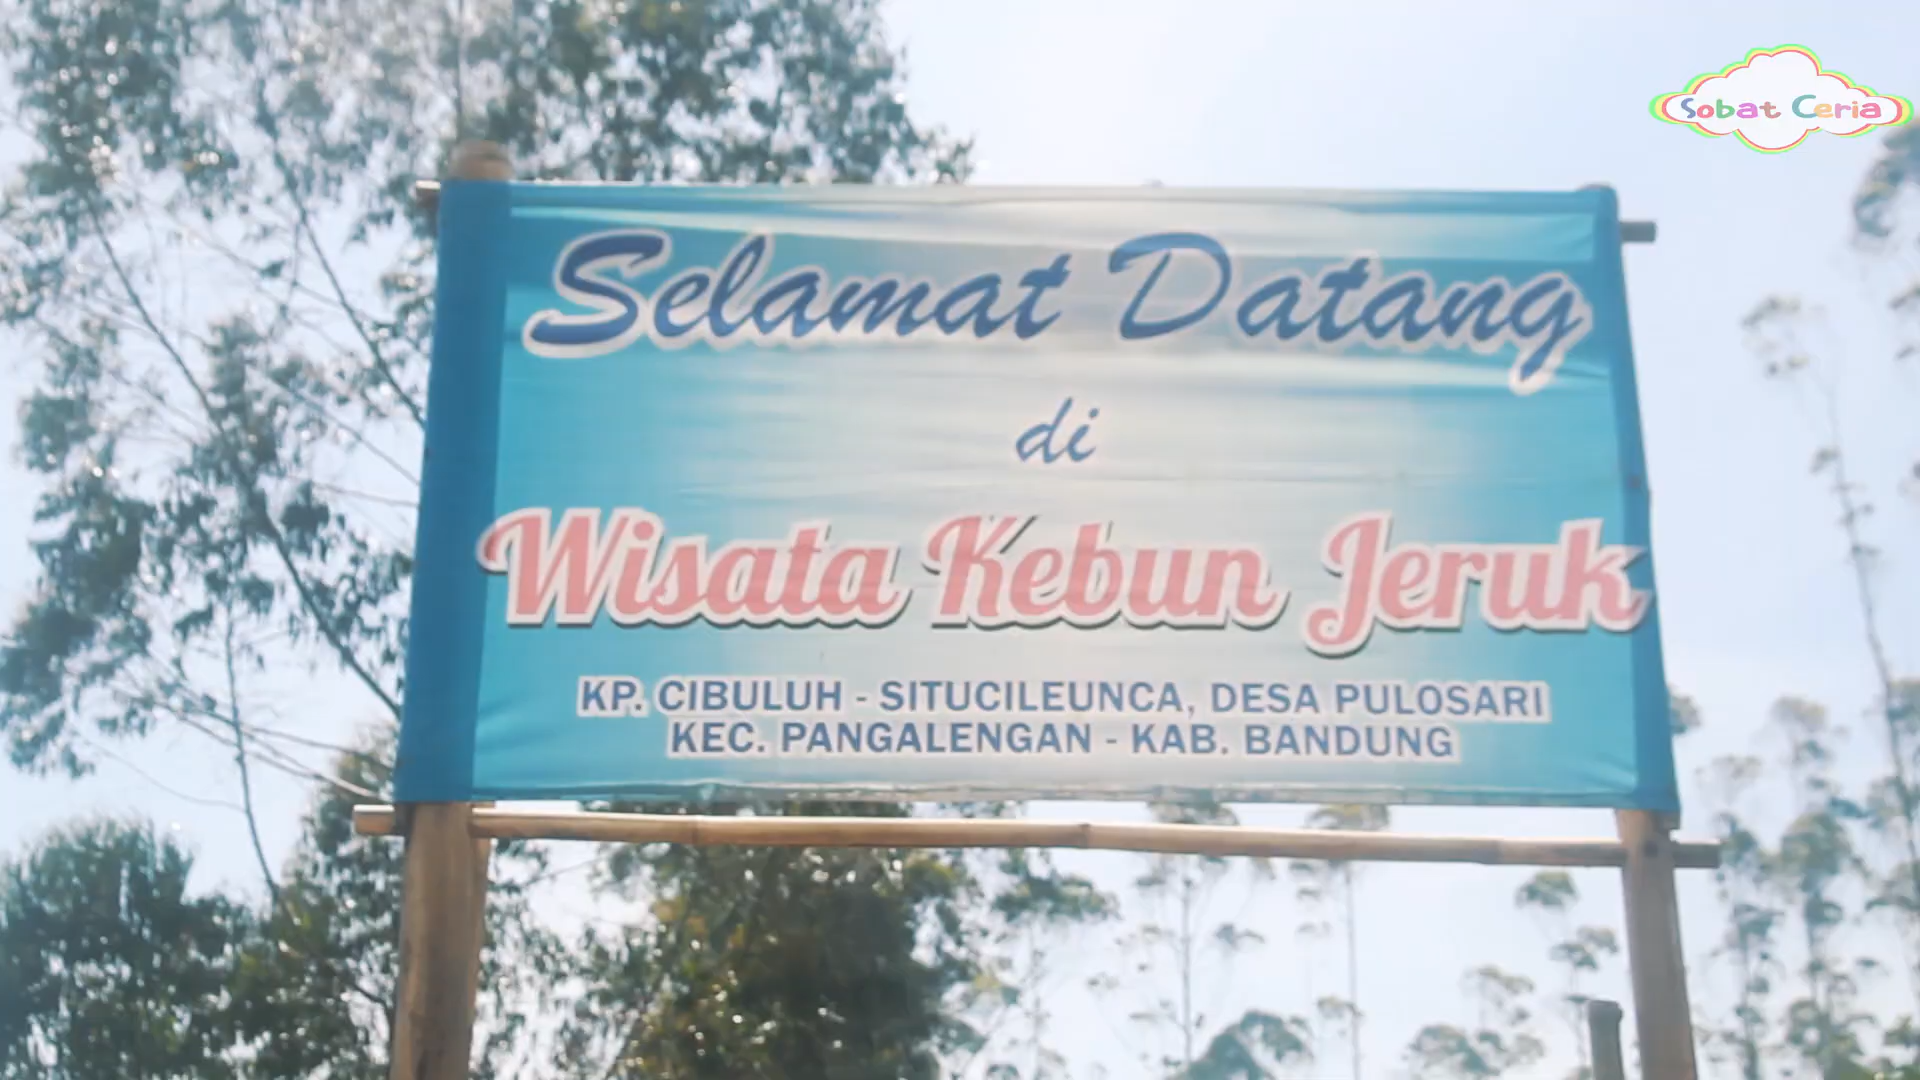 Sobat Ceria
Selamat Datang
di
Wisata Kebun Jeruk
KP. CIBULUH - SITUCILEUNCA, DESA PULOSARI
KEC. PANGALENGAN - KAB. BANDUNG